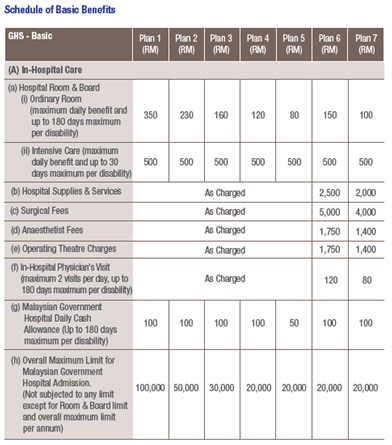 Schedule of Basic Benefits
GHS - Basic
Plan 1 (RM)
Plan 2 (RM)
Plan 3 (RM)
Plan 4 (RM)
Plan 5 (RM)
Plan 6 (RM)
Plan 7 (RM)
(A) In-Hospital Care
(a) Hospital Room & Board
(i) Ordinary Room
(maximum daily benefit and
up to 180 days maximum
per disability)
350 230 160 120 80 150 100
(ii) Intensive Care (maximum
daily benefit and up to 30
days maximum per disability)
500 500 500 500 500 500 500
(b) Hospital Supplies & Services As Charged 2,500 2,000
(c) Surgical Fees As Charged 5,000 4,000
(d) Anaesthetist Fees As Charged 1,750 1,400
(e) Operating Theatre Charges As Charged 1,750 1,400
(f) In-Hospital Physician's Visit
(maximum 2 visits per day, up to
180 days maximum per disability)
As Charged 120 80
(g) Malaysian Government
Hospital Daily Cash
Allowance (Up to 180 days
maximum per disability)
100 100 100 100 50 100 100
(h) Overall Maximum Limit for
Malaysian Government
Hospital Admission.
(Not subjected to any limit
except for Room & Board limit
and overall maximum limit
per annum)
100,000 50,000 30,000 20,000 20,000 20,000 20,000